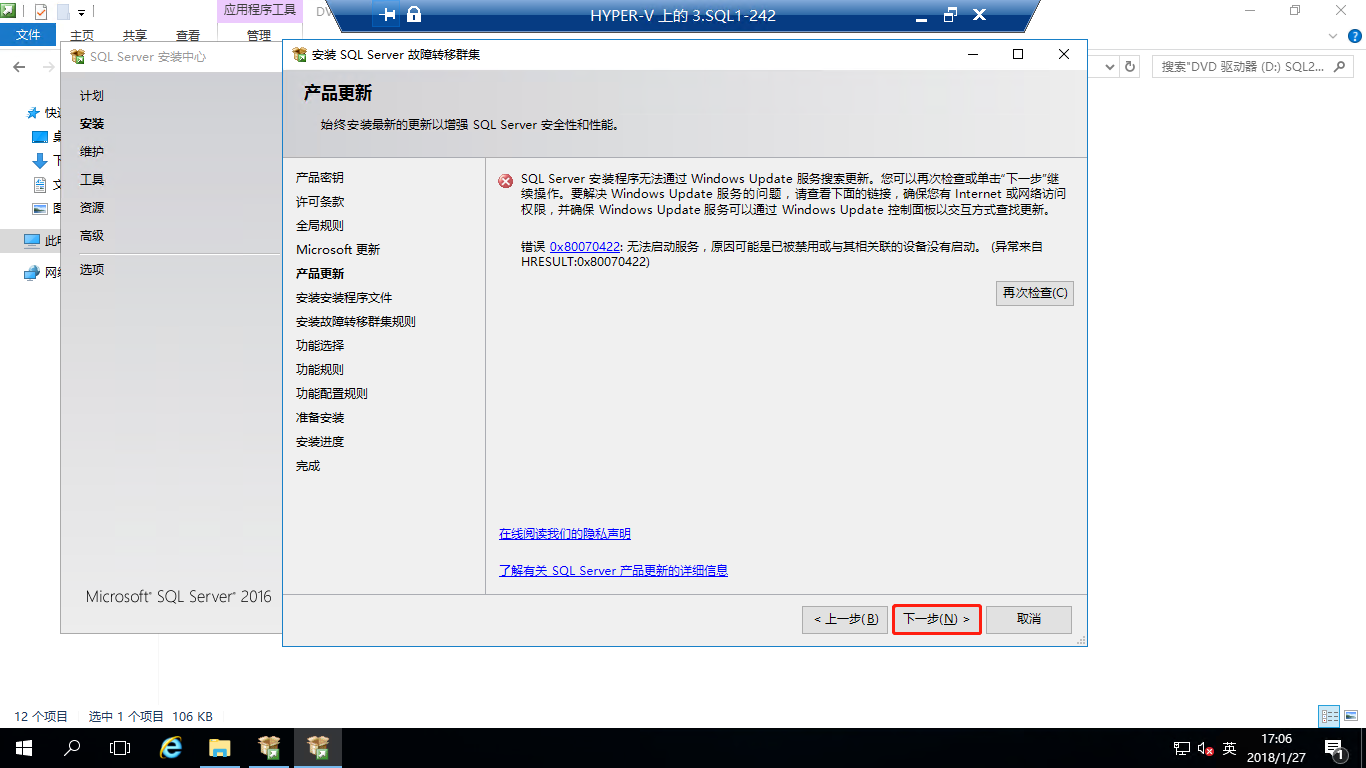 应用程序工具
HYPER-V 上的 3.SQL1-242
文件
主页
共享
查看
管理
SQL Server 安装中心
安装 SQL Server 故障转移群集
搜索"DVD 驱动器 (D:) SQL2...
产品更新
始终安装最新的更新以增强 SQL Server 安全性和性能。
计划
安装
维护
工具
资源
高级
选项
Microsoft® SQL Server® 2016
产品密钥
许可条款
全局规则
Microsoft 更新
产品更新
安装安装程序文件
安装故障转移群集规则
功能选择
功能规则
功能配置规则
准备安装
安装进度
完成
SQL Server 安装程序无法通过 Windows Update 服务搜索更新。您可以再次检查或单击“下一步”继
续操作。要解决 Windows Update 服务的问题，请查看下面的链接，确保您有 Internet 或网络访问
权限，并确保 Windows Update 服务可以通过 Windows Update 控制面板以交互方式查找更新。
错误 0x80070422: 无法启动服务，原因可能是已被禁用或与其相关联的设备没有启动。 (异常来自
HRESULT:0x80070422)
再次检查(C)
在线阅读我们的隐私声明
了解有关 SQL Server 产品更新的详细信息
< 上一步(B)
下一步(N) >
取消
12 个项目 选中 1 个项目 106 KB
英
17:06
2018/1/27
1